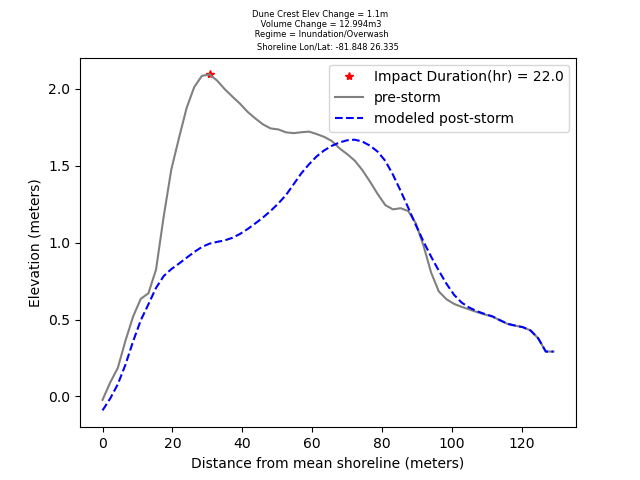 Dune Crest Elev Change = 1.1m
Volume Change = 12.994m3
Regime = Inundation/Overwash
Shoreline Lon/Lat: -81.848 26.335
Impact Duration(hr) = 22.0
pre-storm
modeled post-storm
2.0
1.5
1.0
0.5
0.0
Elevation (meters)
0 20 40 60 80 100 120
Distance from mean shoreline (meters)